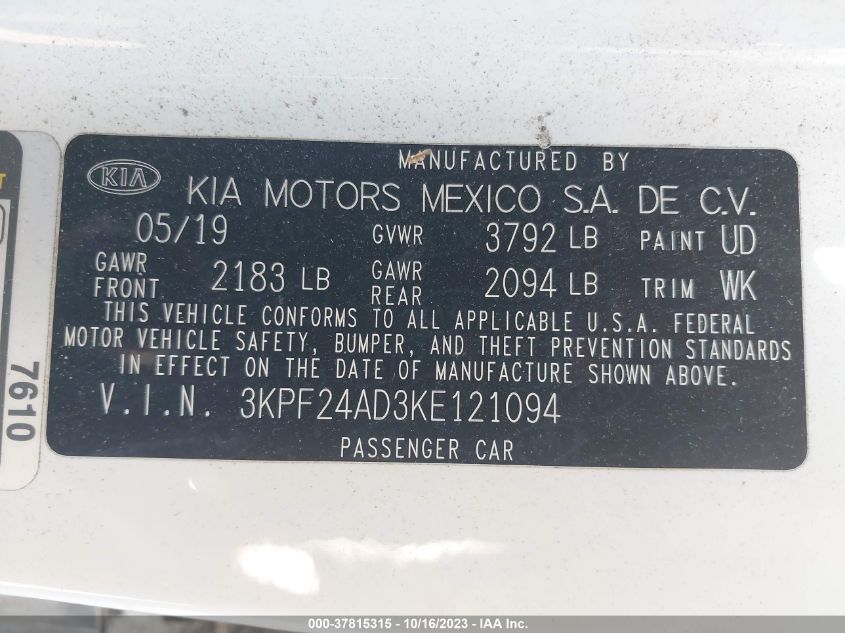 MANUFACTURED BY
KIA
KIA MOTORS MEXICO S.A. DE C.V.
05/19 GVWR 3792 LB PAINT UD
GAWR FRONT 2183 LB GAWR REAR 2094 LB TRIM WK
THIS VEHICLE CONFORMS TO ALL APPLICABLE U.S.A. FEDERAL
MOTOR VEHICLE SAFETY, BUMPER, AND THEFT PREVENTION STANDARDS
IN EFFECT ON THE DATE OF MANUFACTURE SHOWN ABOVE.
V.I.N. 3KPF24AD3KE121094
PASSENGER CAR
7610
000-37815315 / 10/16/2023 - IAA Inc.